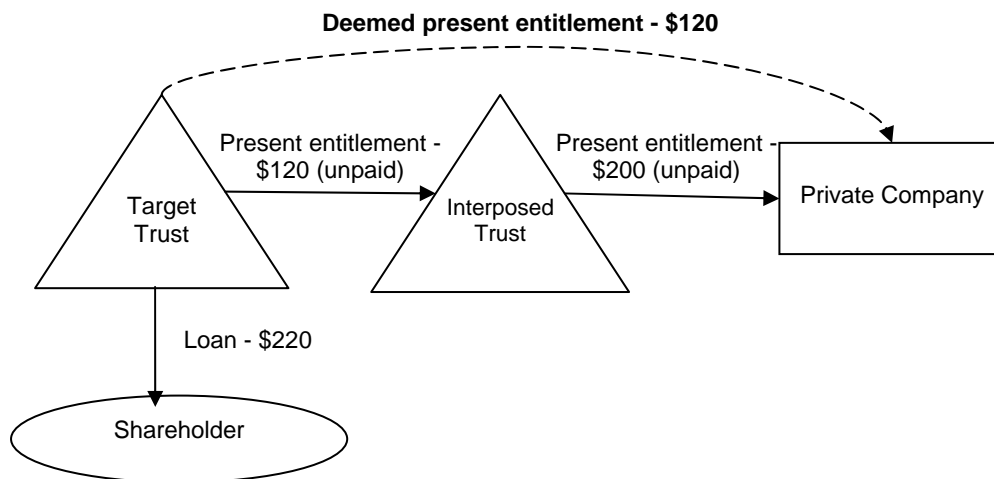 Deemed present entitlement - $120
Present entitlement -
$120 (unpaid)
Present entitlement -
$200 (unpaid)
Target
Trust
Interposed
Trust
Private Company
Loan - $220
Shareholder